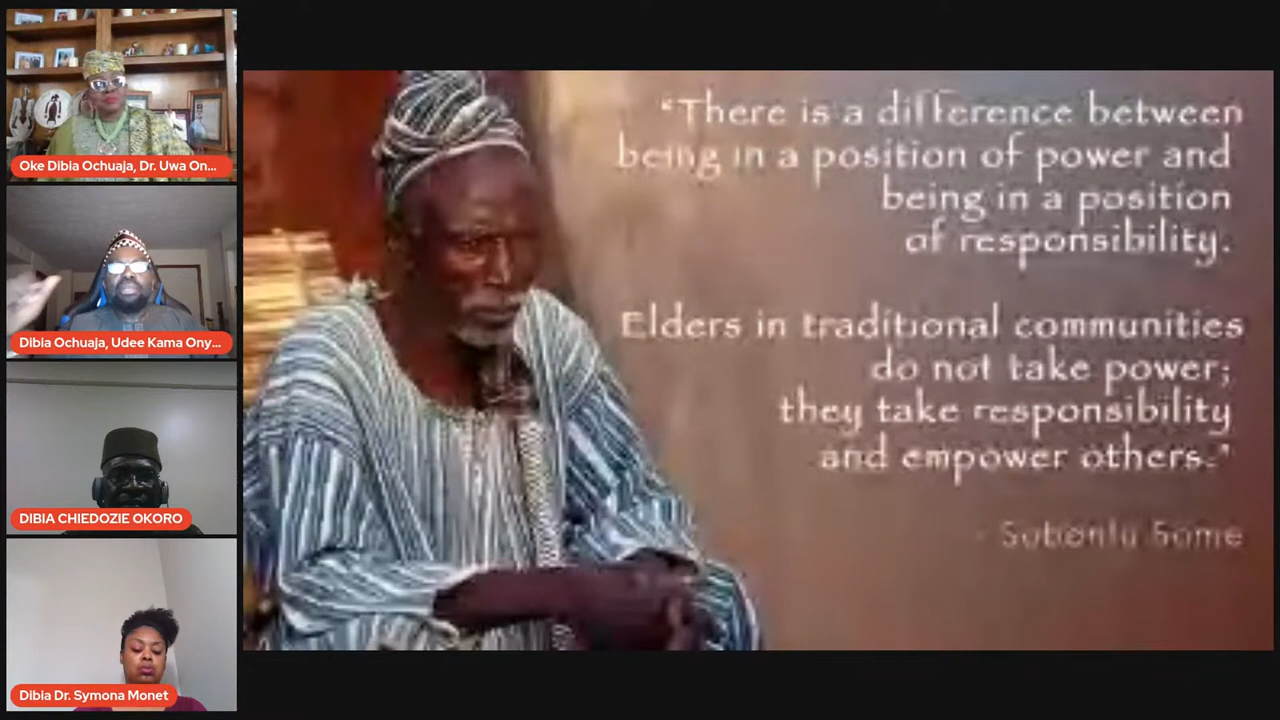 Oke Dibia Ochuaja, Dr. Uwa On...
Dibia Ochuaja, Udee Kama Ony...
DIBIA CHIEDOZIE OKORO
Dibia Dr. Symona Monet
“There is a difference between
being in a position of power and
being in a position
of responsibility.
Elders in traditional communities
do not take power;
they take responsibility
and empower others.”
- Sobonfu Some